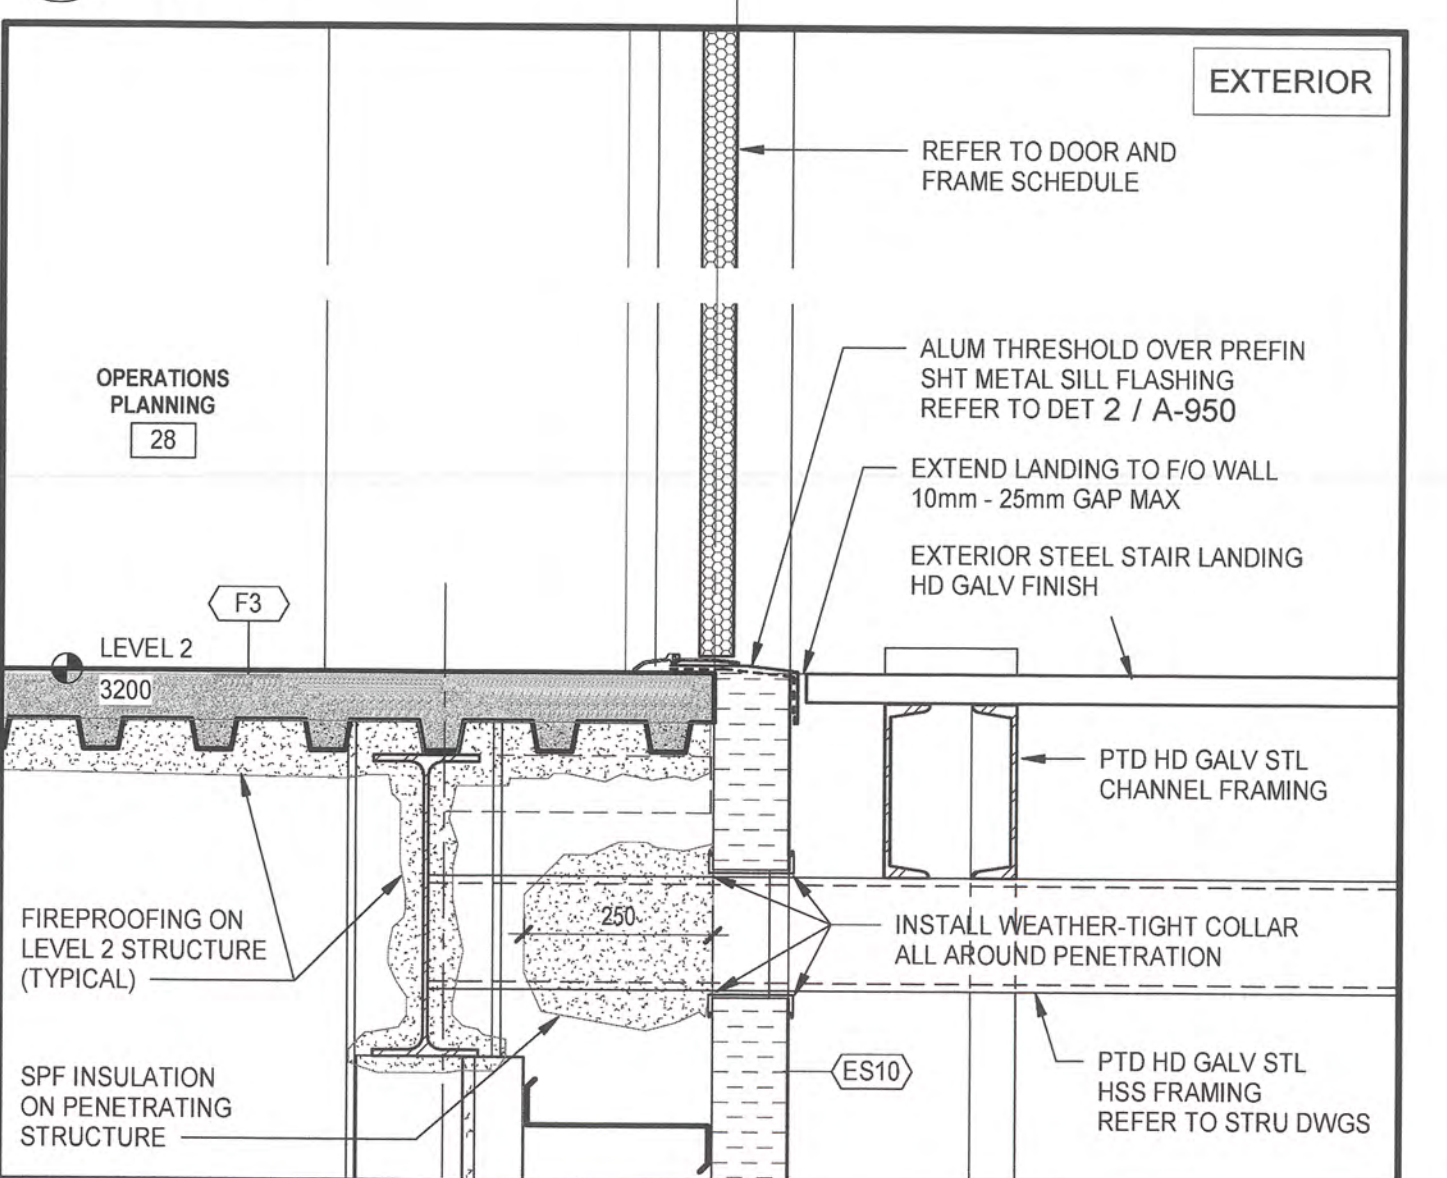 EXTERIOR
REFER TO DOOR AND
FRAME SCHEDULE
ALUM THRESHOLD OVER PREFIN
SHT METAL SILL FLASHING
REFER TO DET 2 / A-950
OPERATIONS
PLANNING
28
EXTEND LANDING TO F/O WALL
10mm - 25mm GAP MAX
EXTERIOR STEEL STAIR LANDING
HD GALV FINISH
F3
LEVEL 2
3200
PTD HD GALV STL
CHANNEL FRAMING
FIREPROOFING ON
LEVEL 2 STRUCTURE
(TYPICAL)
250
INSTALL WEATHER-TIGHT COLLAR
ALL AROUND PENETRATION
SPF INSULATION
ON PENETRATING
STRUCTURE
ES10
PTD HD GALV STL
HSS FRAMING
REFER TO STRU DWGS